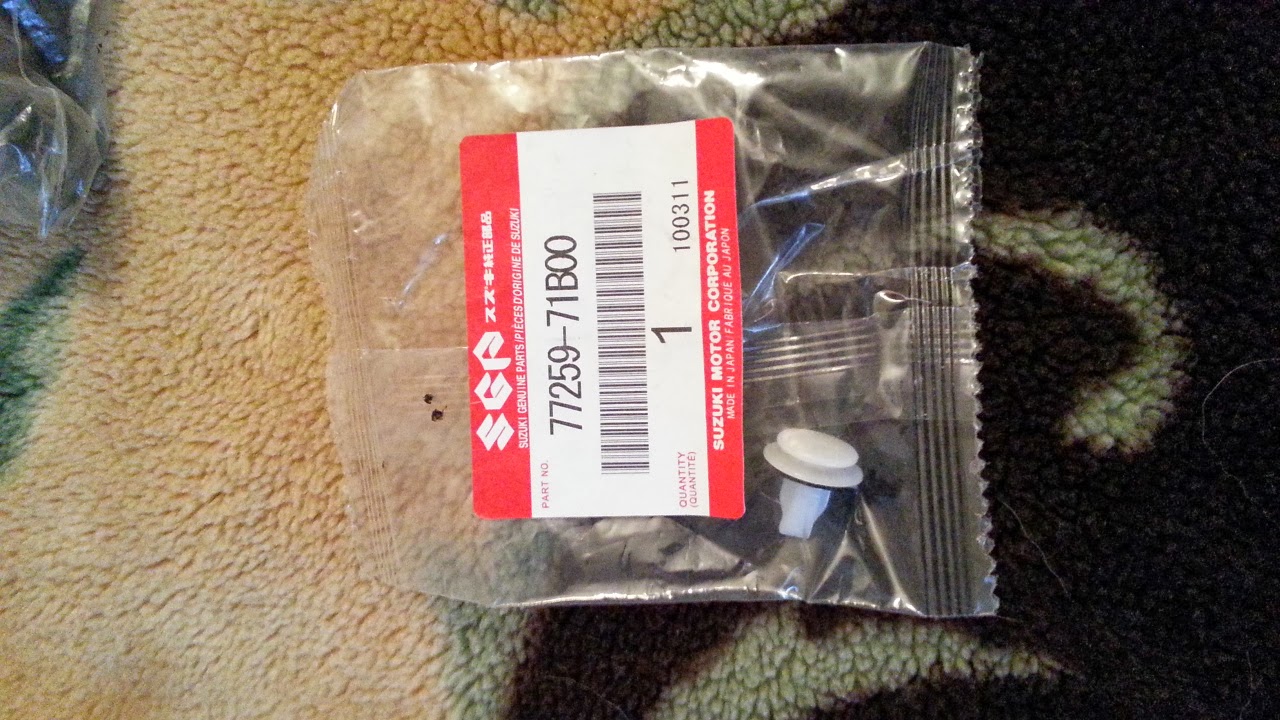 SGP スズキ純正部品
SUZUKI GENUINE PARTS/PIÈCES D'ORIGINE DE SUZUKI
PART NO.
77259-71B00
QUANTITY
(QUANTITÉ)
1
100311
SUZUKI MOTOR CORPORATION
MADE IN JAPAN/FABRIQUE AU JAPON